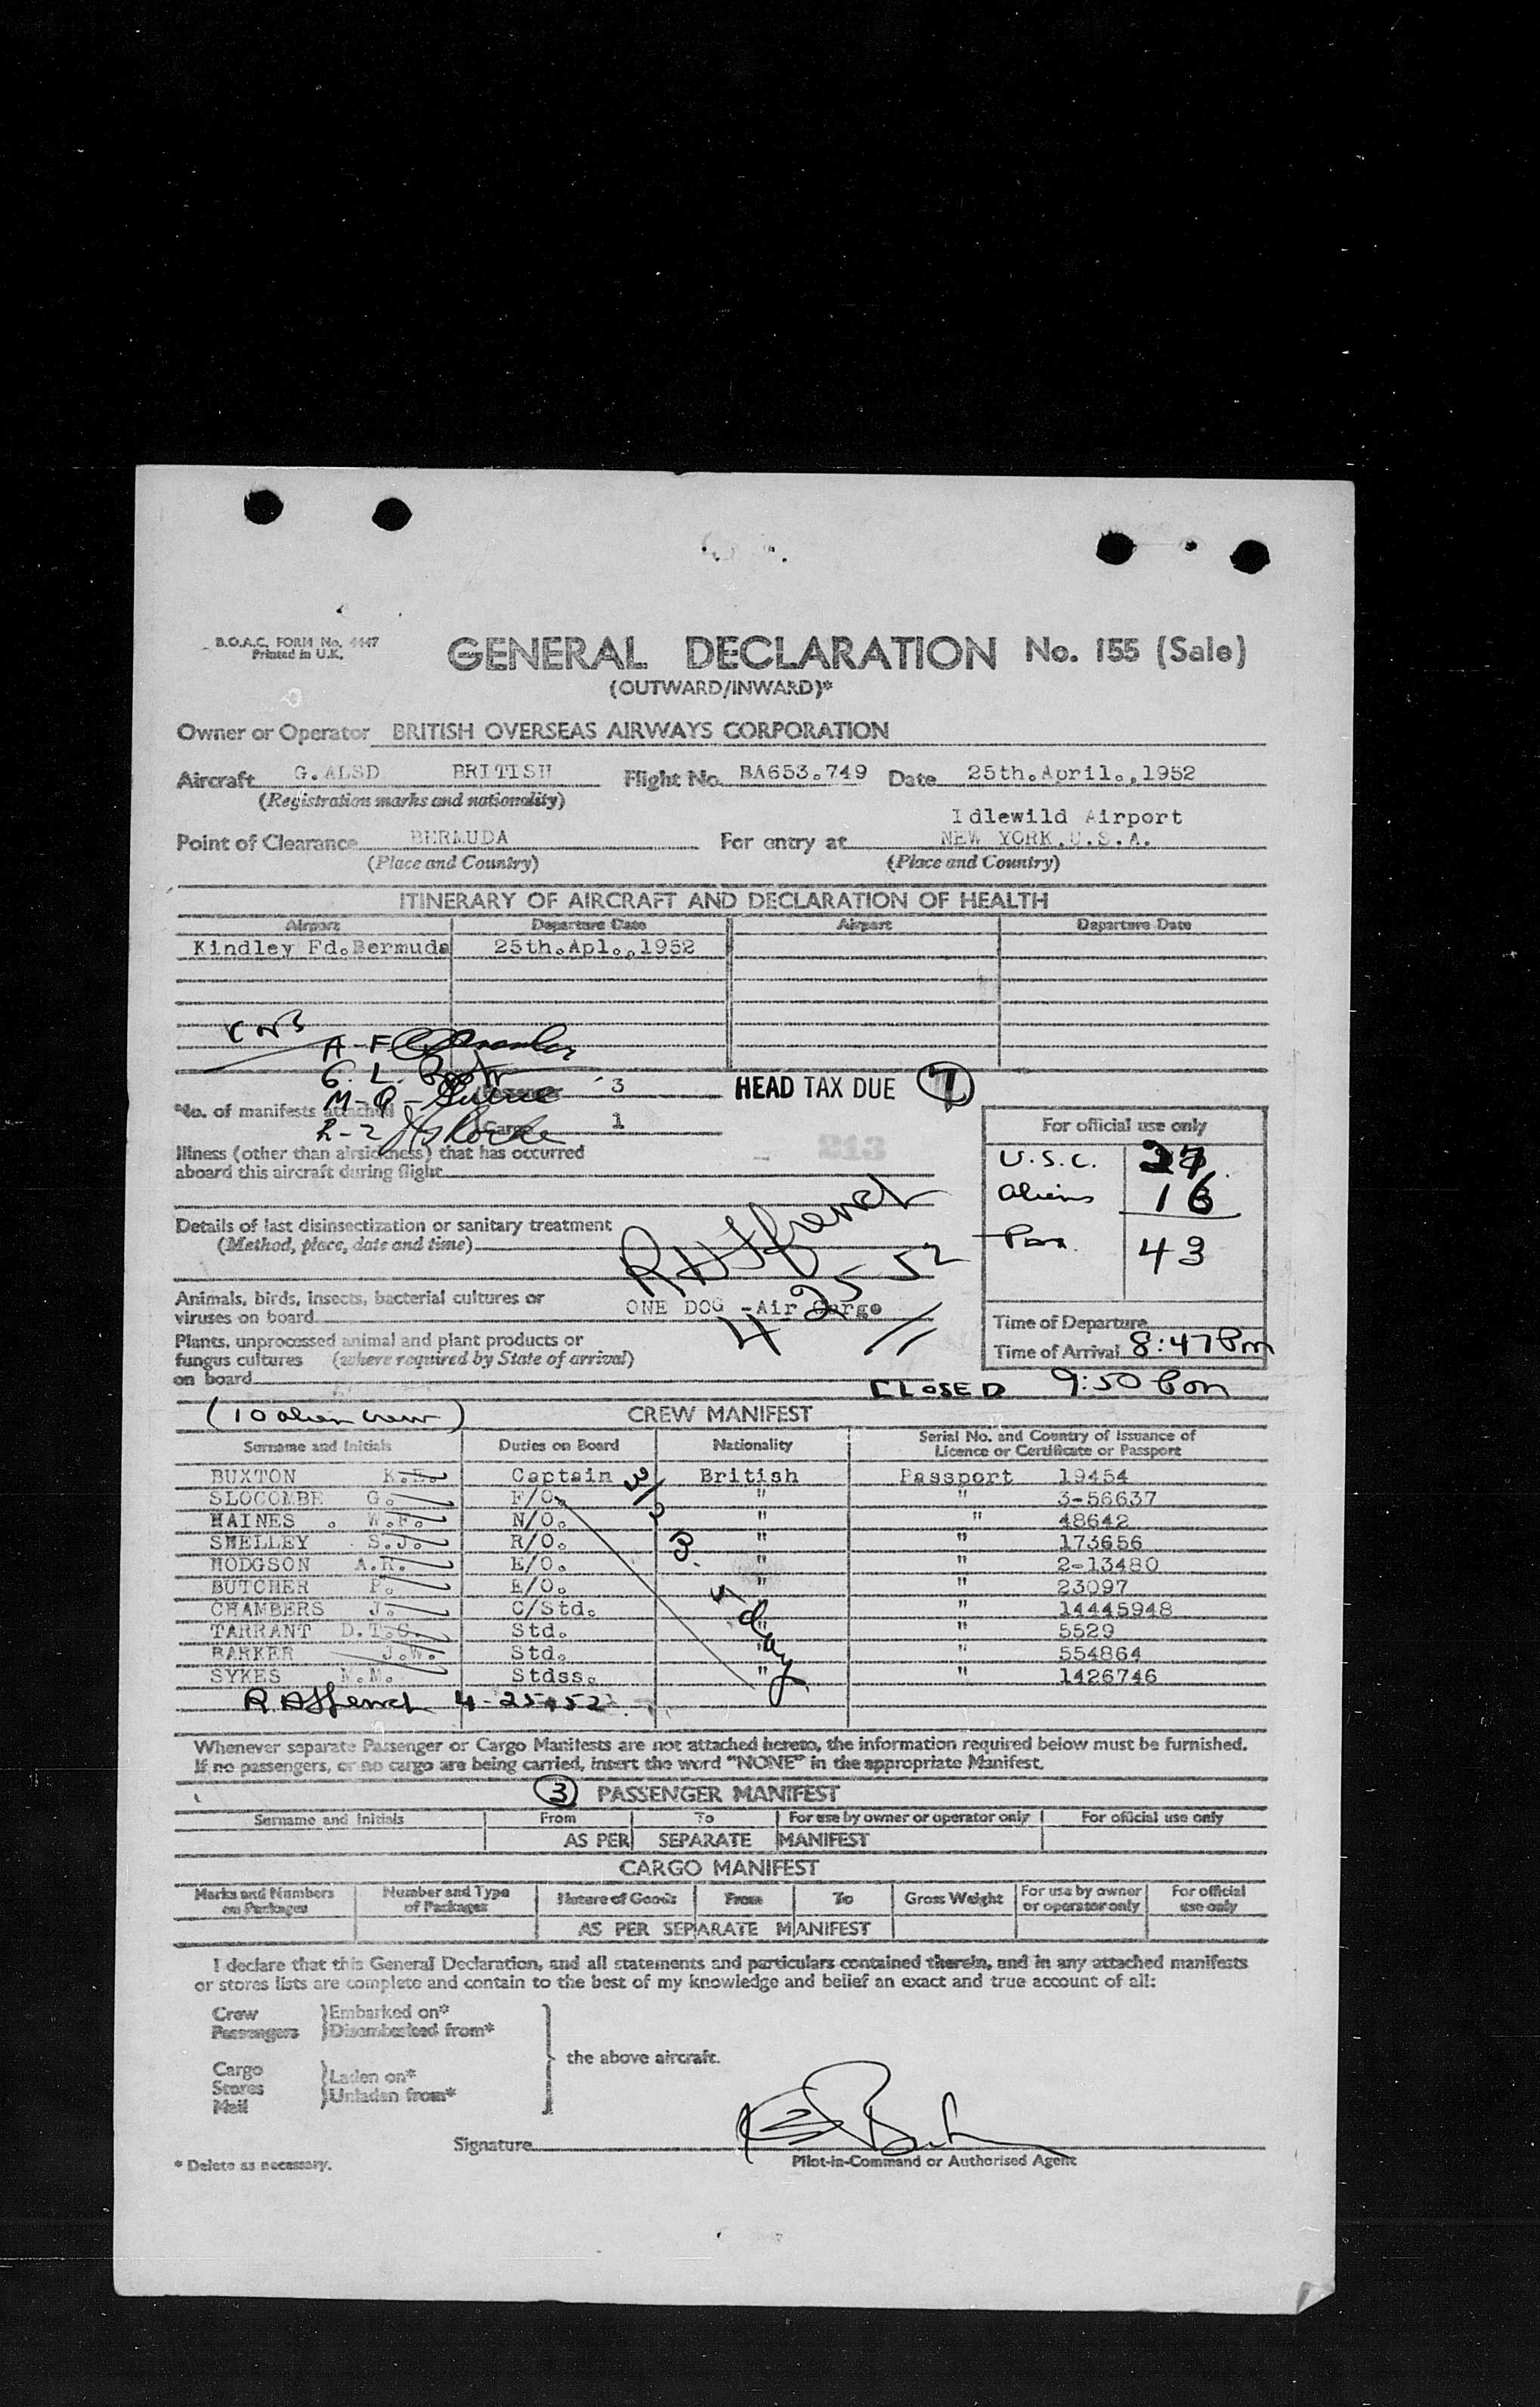 B.O.A.C. FORM No. 4447
Printed in U.K.
GENERAL DECLARATION No. 155 (Sale)
(OUTWARD/INWARD)*
Owner or Operator BRITISH OVERSEAS AIRWAYS CORPORATION
Aircraft G.ALSD BRITISH Flight No. BA653.749 Date 25th.April.,1952
(Registration marks and nationality)
Idlewild Airport
Point of Clearance BERMUDA For entry at NEW YORK.U.S.A.
(Place and Country) (Place and Country)
ITINERARY OF AIRCRAFT AND DECLARATION OF HEALTH
Airport Departure Date Airport Departure Date
Kindley Fd.Bermuda 25th.Apl.,1952
A-F
G. L.
3 HEAD TAX DUE 7
M-Q-
*No. of manifests attached
Cargo 1
R-Z
For official use only
213
Illness (other than airsickness) that has occurred
aboard this aircraft during flight
U.S.C. 27
Aliens 16
Pax. 43
Details of last disinsectization or sanitary treatment
(Method, place, date and time)
R A Ffrench
4 25 52
Animals, birds, insects, bacterial cultures or
viruses on board ONE DOG -Air Cargo
Plants, unprocessed animal and plant products or
fungus cultures (where required by State of arrival)
on board
Time of Departure
Time of Arrival 8:47 Pm
CLOSED 9:50 Pm
(10 alien crew) CREW MANIFEST
Surname and Initials Duties on Board Nationality Serial No. and Country of Issuance of
Licence or Certificate or Passport
BUXTON K.E. Captain British Passport 19454
SLOCOMBE G. F/O. " " 3-56637
HAINES . W.F. N/O. " " 48642
SHELLEY S.J. R/O. " " 173656
HODGSON A.R. E/O. " " 2-13480
BUTCHER P. E/O. " " 23097
CHAMBERS J. C/Std. " 14445948
TARRANT D.T.C. Std. " " 5529
BARKER J.W. Std. " " 554864
SYKES M.M. Stdss. " " 1426746
R A Ffrench 4-25-52
Whenever separate Passenger or Cargo Manifests are not attached hereto, the information required below must be furnished.
If no passengers, or no cargo are being carried, insert the word "NONE" in the appropriate Manifest.
3 PASSENGER MANIFEST
Surname and Initials From To For use by owner or operator only For official use only
AS PER SEPARATE MANIFEST
CARGO MANIFEST
Marks and Numbers on Packages Number and Type of Packages Nature of Goods From To Gross Weight For use by owner or operator only For official use only
AS PER SEPARATE MANIFEST
I declare that this General Declaration, and all statements and particulars contained therein, and in any attached manifests
or stores lists are complete and contain to the best of my knowledge and belief an exact and true account of all:
Crew Embarked on*
Passengers Disembarked from*
the above aircraft.
Cargo Laden on*
Stores Unladen from*
Mail
Signature
Pilot-in-Command or Authorised Agent
* Delete as necessary.